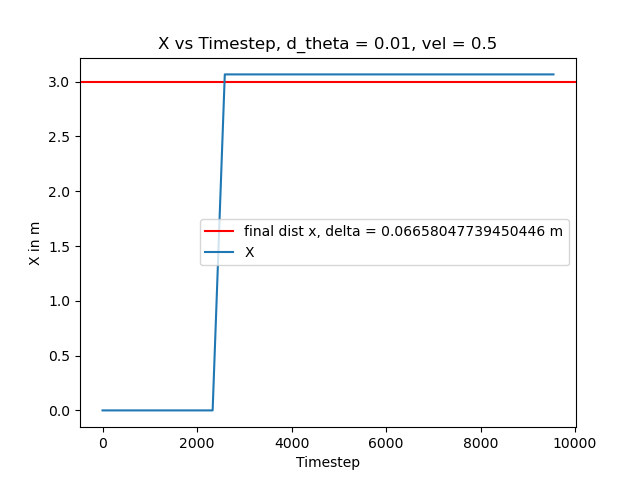 X vs Timestep, d_theta = 0.01, vel = 0.5
3.0
2.5
2.0
1.5
1.0
0.5
0.0
X in m
final dist x, delta = 0.06658047739450446 m
X
0
2000
4000
6000
8000
10000
Timestep